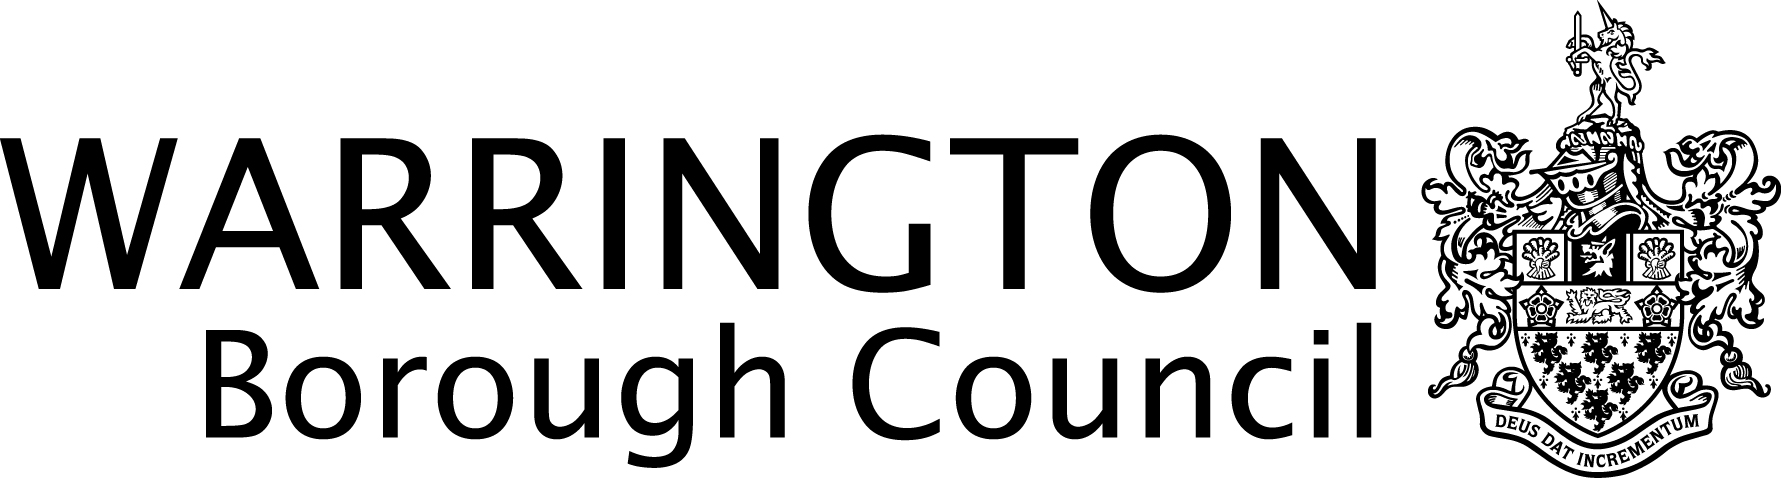 WARRINGTON
Borough Council
DEUS DAT INCREMENTUM